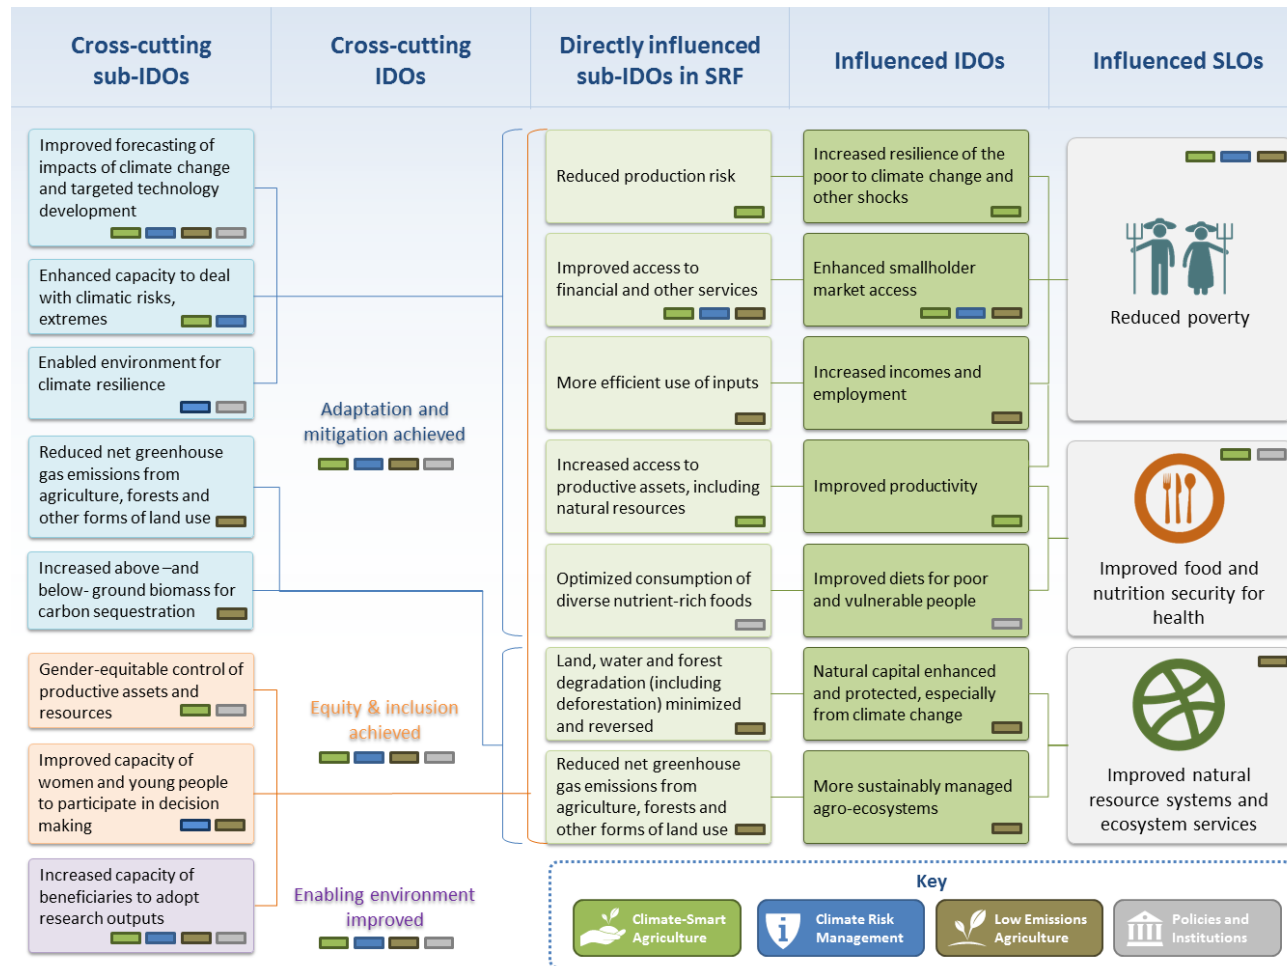 Cross-cutting
sub-IDOs
Cross-cutting
IDOs
Directly influenced
sub-IDOs in SRF
Influenced IDOs
Influenced SLOs
Improved forecasting of
impacts of climate change
and targeted technology
development
Enhanced capacity to deal
with climatic risks,
extremes
Enabled environment for
climate resilience
Reduced net greenhouse
gas emissions from
agriculture, forests and
other forms of land use
Increased above –and
below- ground biomass for
carbon sequestration
Gender-equitable control of
productive assets and
resources
Improved capacity of
women and young people
to participate in decision
making
Increased capacity of
beneficiaries to adopt
research outputs
Adaptation and
mitigation achieved
Equity & inclusion
achieved
Enabling environment
improved
Reduced production risk
Improved access to
financial and other services
More efficient use of inputs
Increased access to
productive assets, including
natural resources
Optimized consumption of
diverse nutrient-rich foods
Land, water and forest
degradation (including
deforestation) minimized
and reversed
Reduced net greenhouse
gas emissions from
agriculture, forests and
other forms of land use
Increased resilience of the
poor to climate change and
other shocks
Enhanced smallholder
market access
Increased incomes and
employment
Improved productivity
Improved diets for poor
and vulnerable people
Natural capital enhanced
and protected, especially
from climate change
More sustainably managed
agro-ecosystems
Reduced poverty
Improved food and
nutrition security for
health
Improved natural
resource systems and
ecosystem services
Key
Climate-Smart
Agriculture
Climate Risk
Management
Low Emissions
Agriculture
Policies and
Institutions